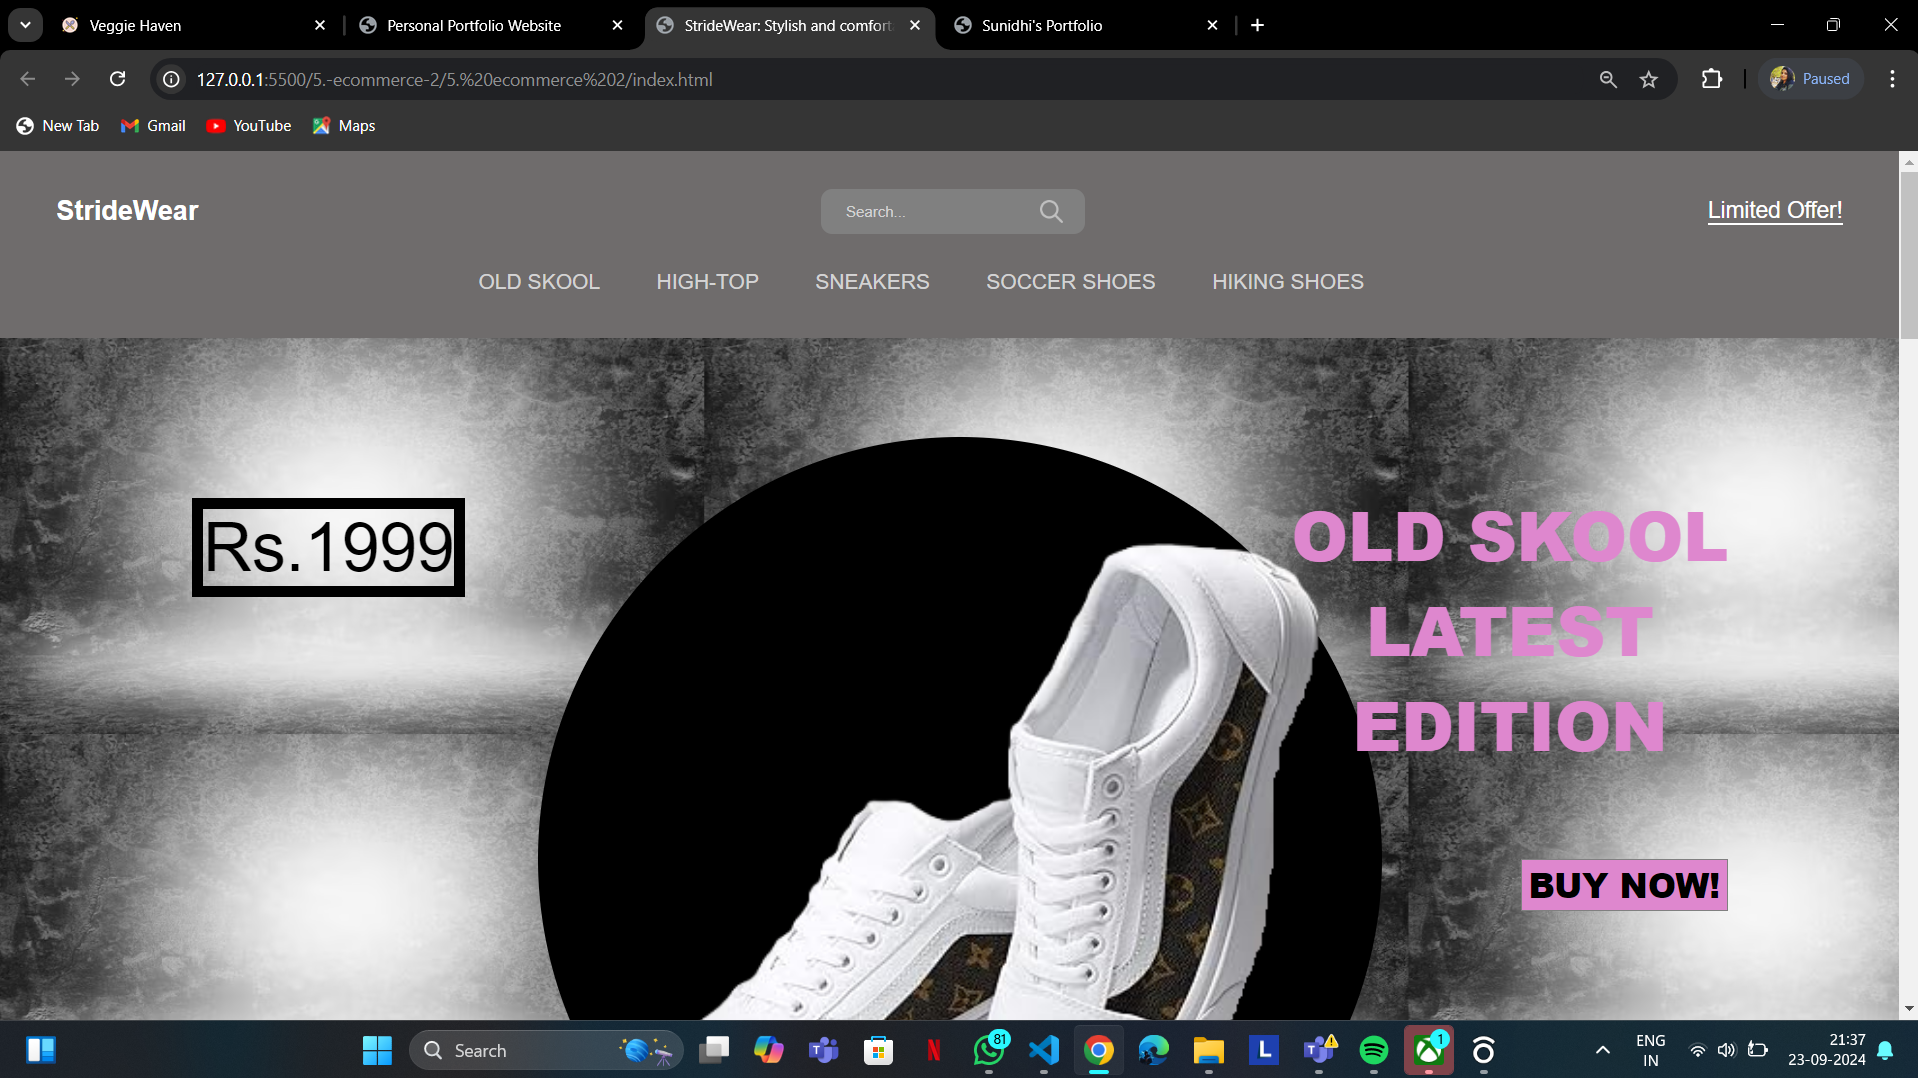 Veggie Haven
Personal Portfolio Website
StrideWear: Stylish and comfort
Sunidhi's Portfolio
127.0.0.1:5500/5.-ecommerce-2/5.%20ecommerce%202/index.html
Paused
New Tab
Gmail
YouTube
Maps
StrideWear
Search...
Limited Offer!
OLD SKOOL
HIGH-TOP
SNEAKERS
SOCCER SHOES
HIKING SHOES
Rs.1999
OLD SKOOL
LATEST
EDITION
BUY NOW!
Search
81
L
1
ENG
IN
21:37
23-09-2024